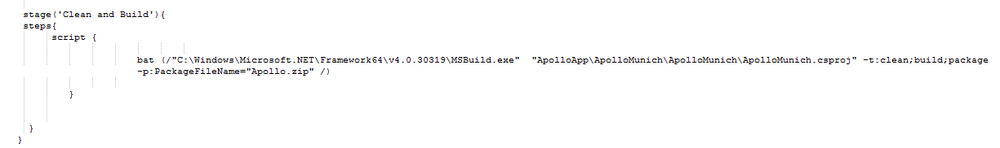 stage('Clean and Build'){
steps{
script {
bat (/"C:\Windows\Microsoft.NET\Framework64\v4.0.30319\MSBuild.exe"  "ApolloApp\ApolloMunich\ApolloMunich\ApolloMunich.csproj" -t:clean;build;package
-p:PackageFileName="Apollo.zip" /)
}
}
}